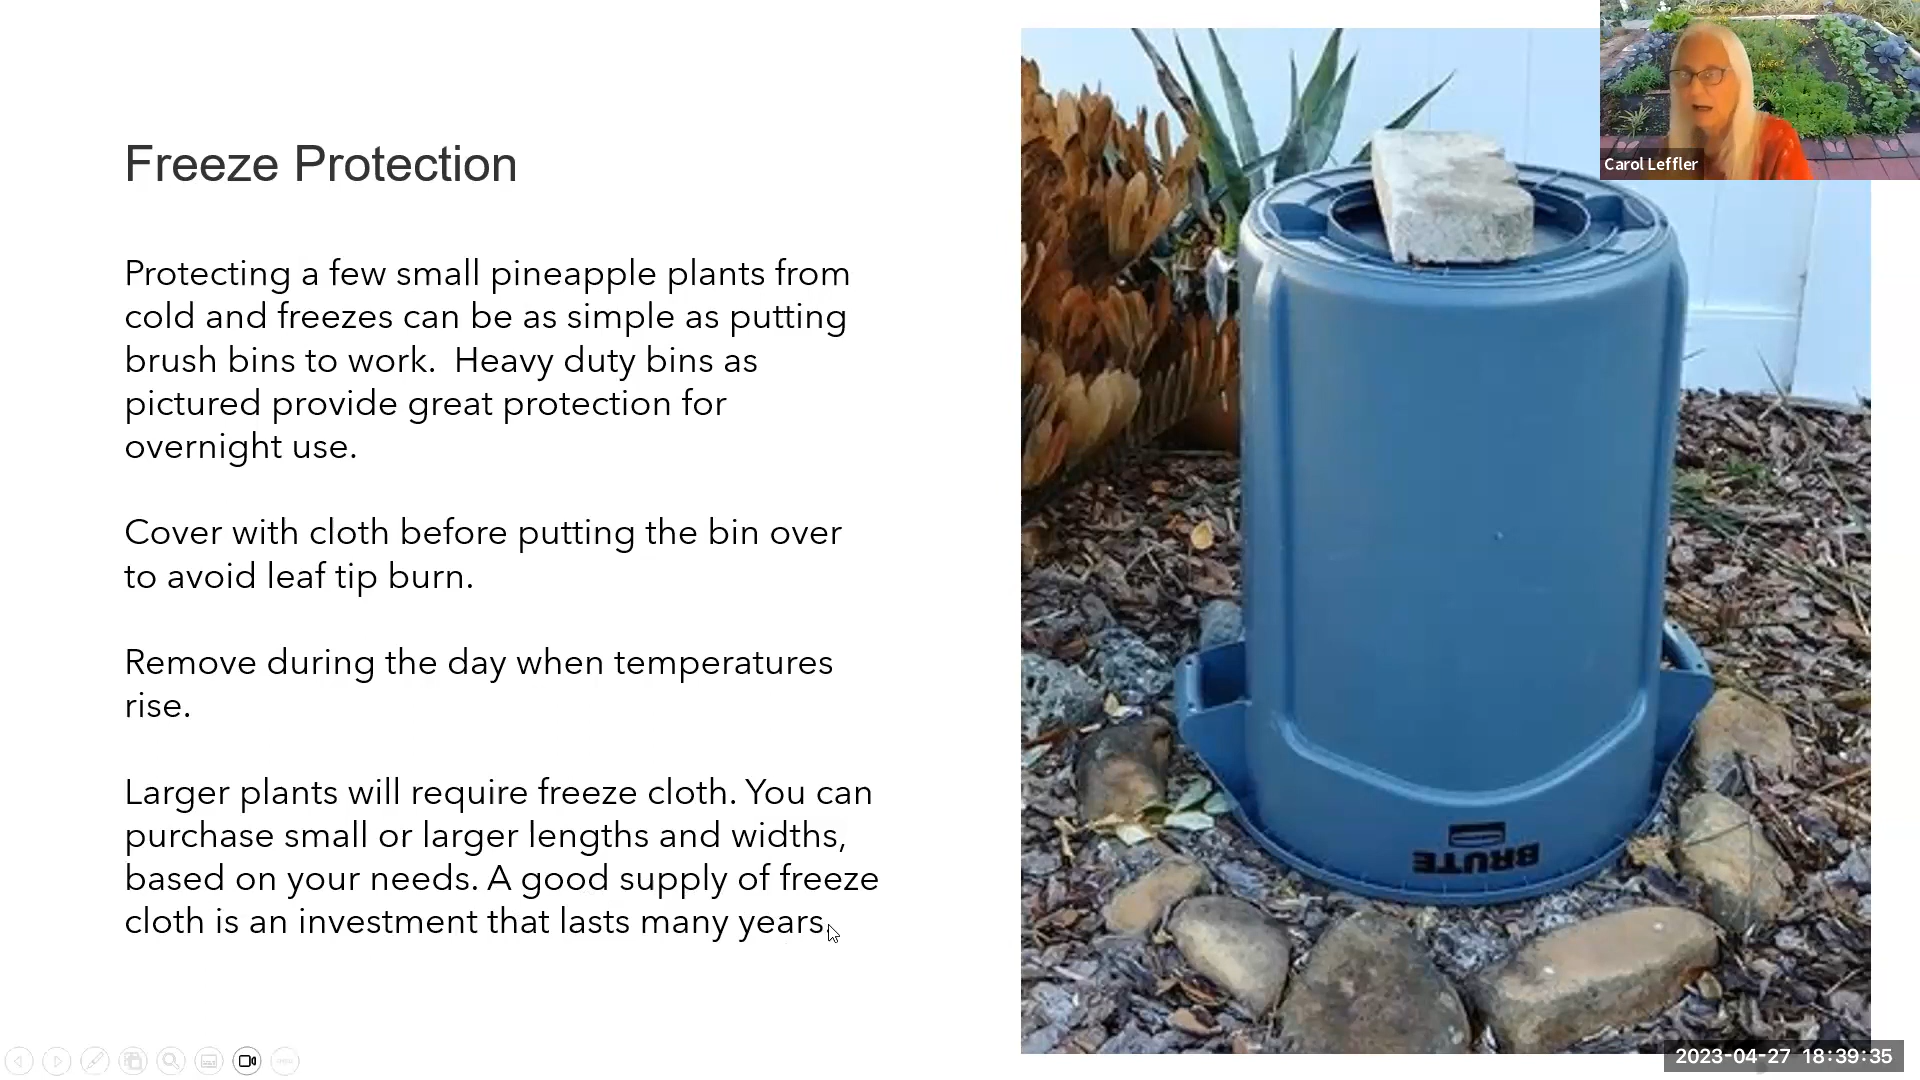 Freeze Protection
Protecting a few small pineapple plants from
cold and freezes can be as simple as putting
brush bins to work.  Heavy duty bins as
pictured provide great protection for
overnight use.
Cover with cloth before putting the bin over
to avoid leaf tip burn.
Remove during the day when temperatures
rise.
Larger plants will require freeze cloth. You can
purchase small or larger lengths and widths,
based on your needs. A good supply of freeze
cloth is an investment that lasts many years.
Carol Leffler
BRUTE
2023-04-27 18:39:35